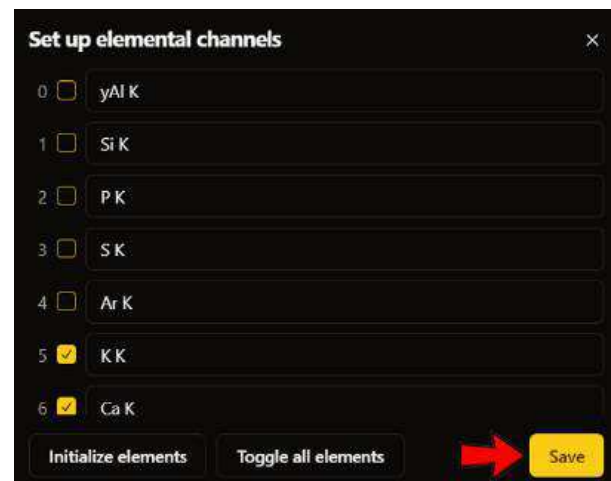 Set up elemental channels
0 yAl K
1 Si K
2 P K
3 S K
4 Ar K
5 K K
6 Ca K
Initialize elements Toggle all elements Save